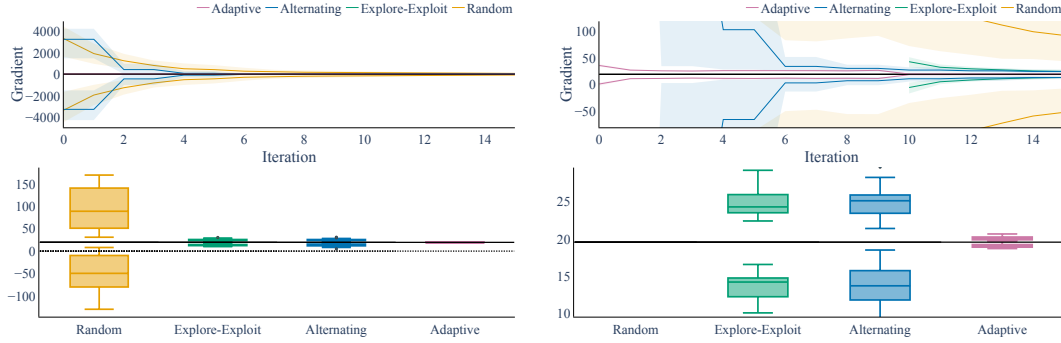 Adaptive Alternating Explore-Exploit Random
Gradient
4000
2000
0
−2000
−4000
0 2 4 6 8 10 12 14
Iteration
150
100
50
0
−50
−100
Random Explore-Exploit Alternating Adaptive
Adaptive Alternating Explore-Exploit Random
Gradient
100
50
0
−50
0 2 4 6 8 10 12 14
Iteration
25
20
15
10
Random Explore-Exploit Alternating Adaptive